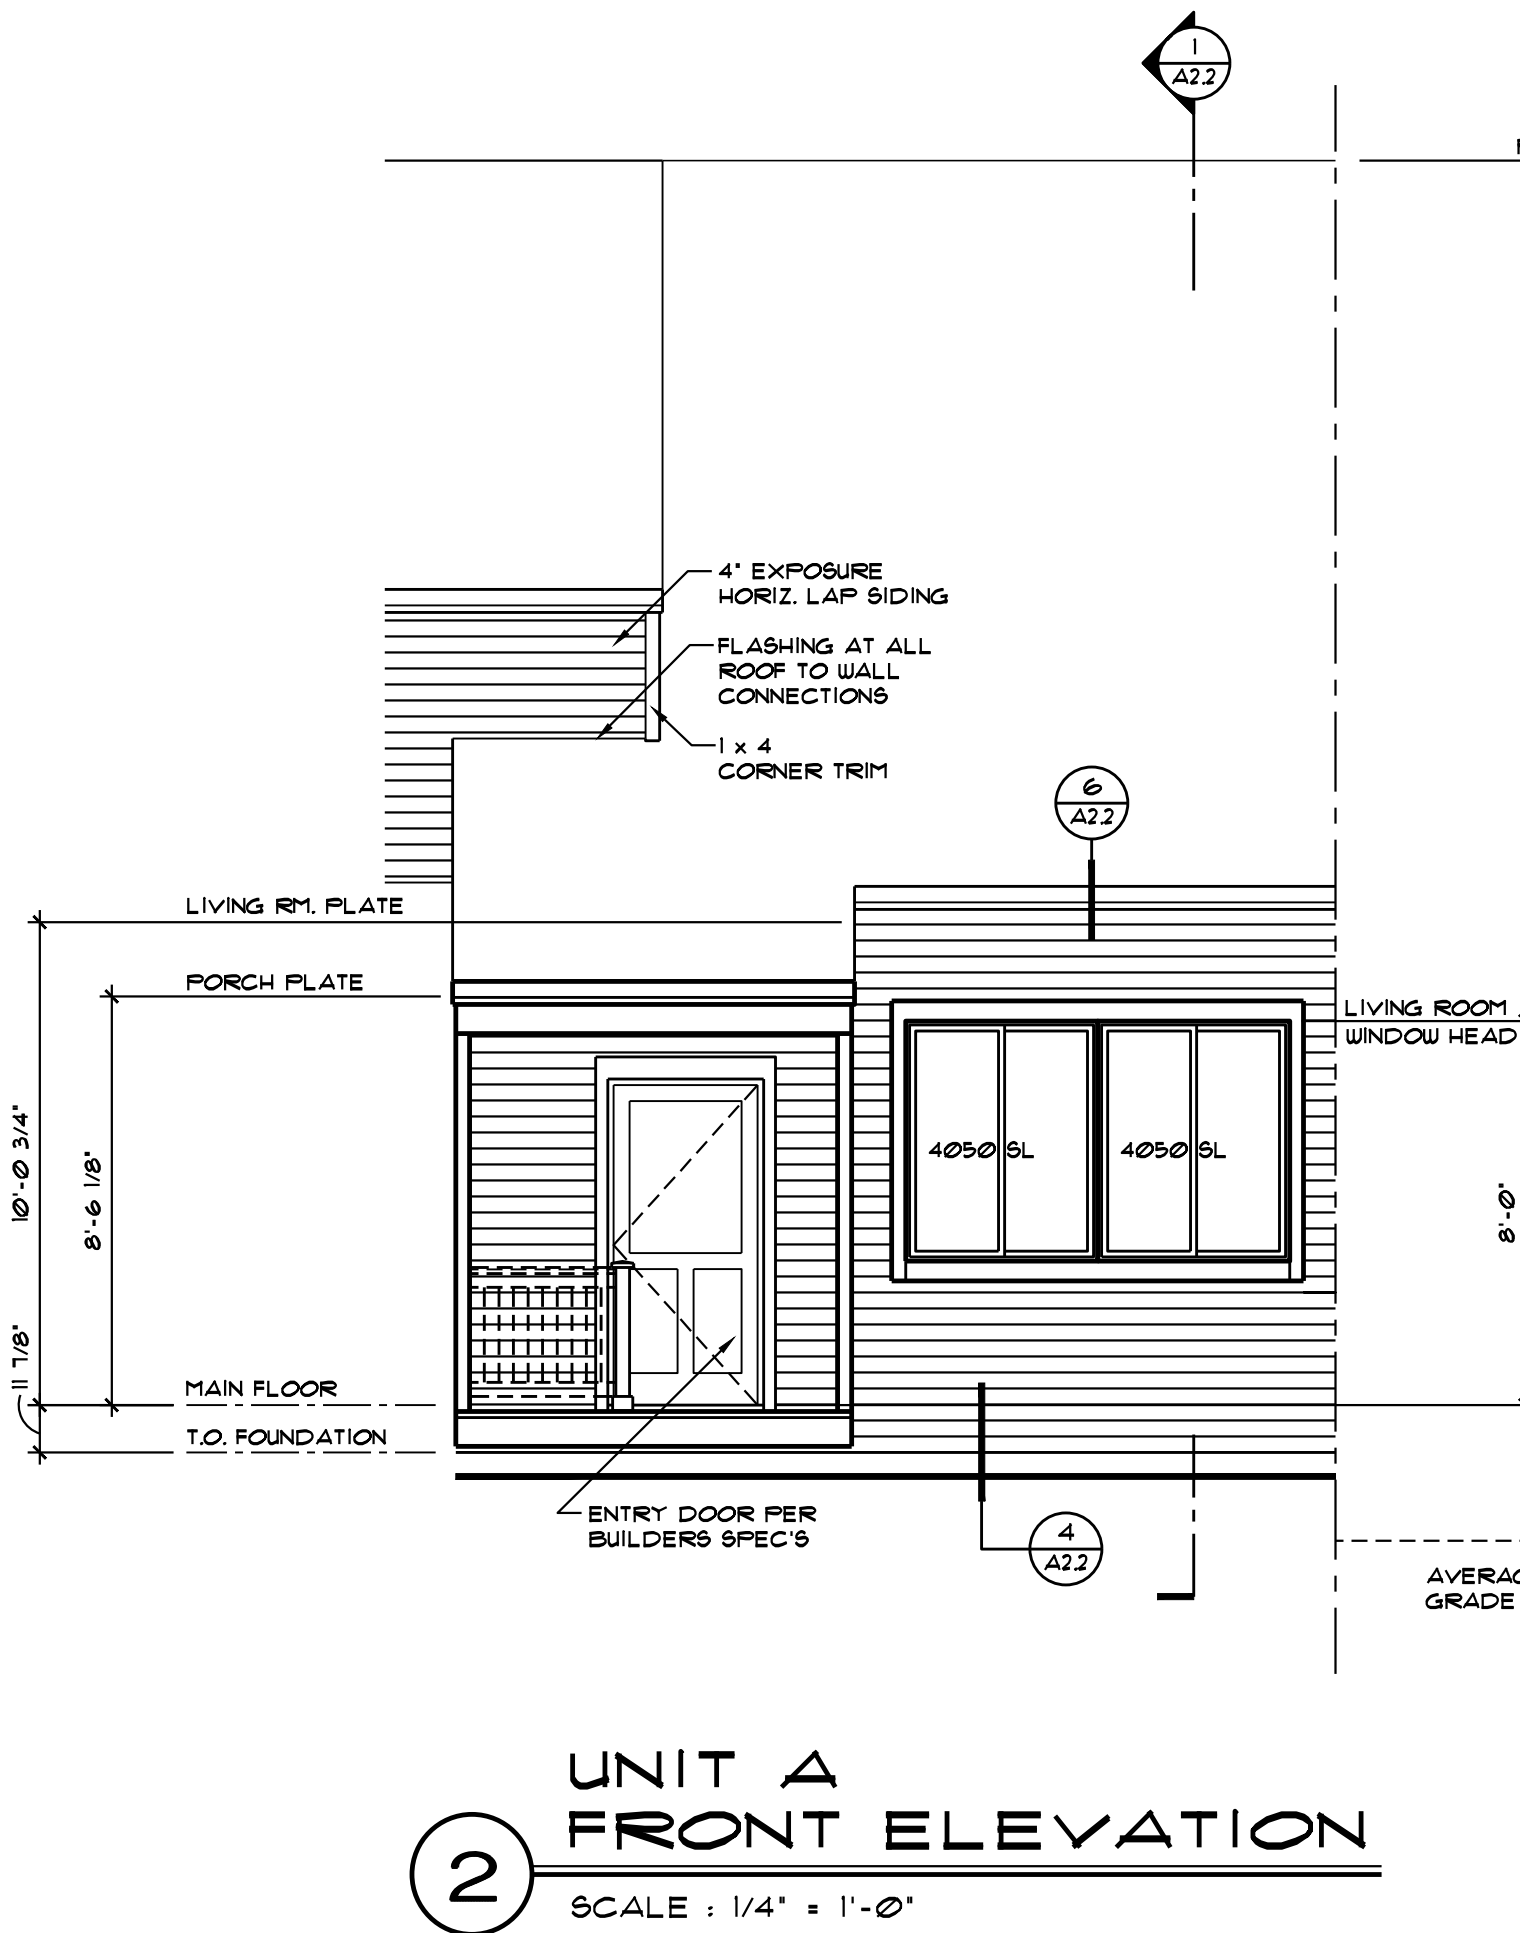 1
A2.2
4" EXPOSURE
HORIZ. LAP SIDING
FLASHING AT ALL
ROOF TO WALL
CONNECTIONS
1 x 4
CORNER TRIM
6
A2.2
LIVING RM. PLATE
PORCH PLATE
LIVING ROOM
WINDOW HEAD
10'-0 3/4"
8'-6 1/8"
4050 SL
4050 SL
8'-0"
11 7/8"
MAIN FLOOR
T.O. FOUNDATION
ENTRY DOOR PER
BUILDERS SPEC'S
4
A2.2
GRADE
UNIT A
FRONT ELEVATION
2
SCALE : 1/4" = 1'-0"